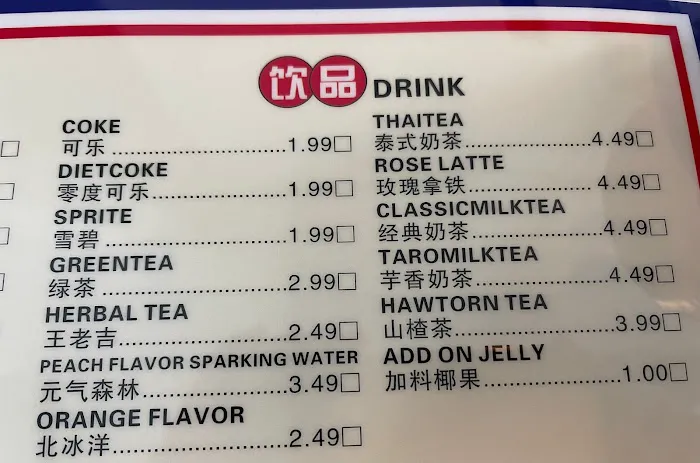 饮品 DRINK
COKE
可乐 1.99
DIETCOKE
零度可乐 1.99
SPRITE
雪碧 1.99
GREENTEA
绿茶 2.99
HERBAL TEA
王老吉 2.49
PEACH FLAVOR SPARKING WATER
元气森林 3.49
ORANGE FLAVOR
北冰洋 2.49
THAITEA
泰式奶茶 4.49
ROSE LATTE
玫瑰拿铁 4.49
CLASSICMILKTEA
经典奶茶 4.49
TAROMILKTEA
芋香奶茶 4.49
HAWTORN TEA
山楂茶 3.99
ADD ON JELLY
加料椰果 1.00